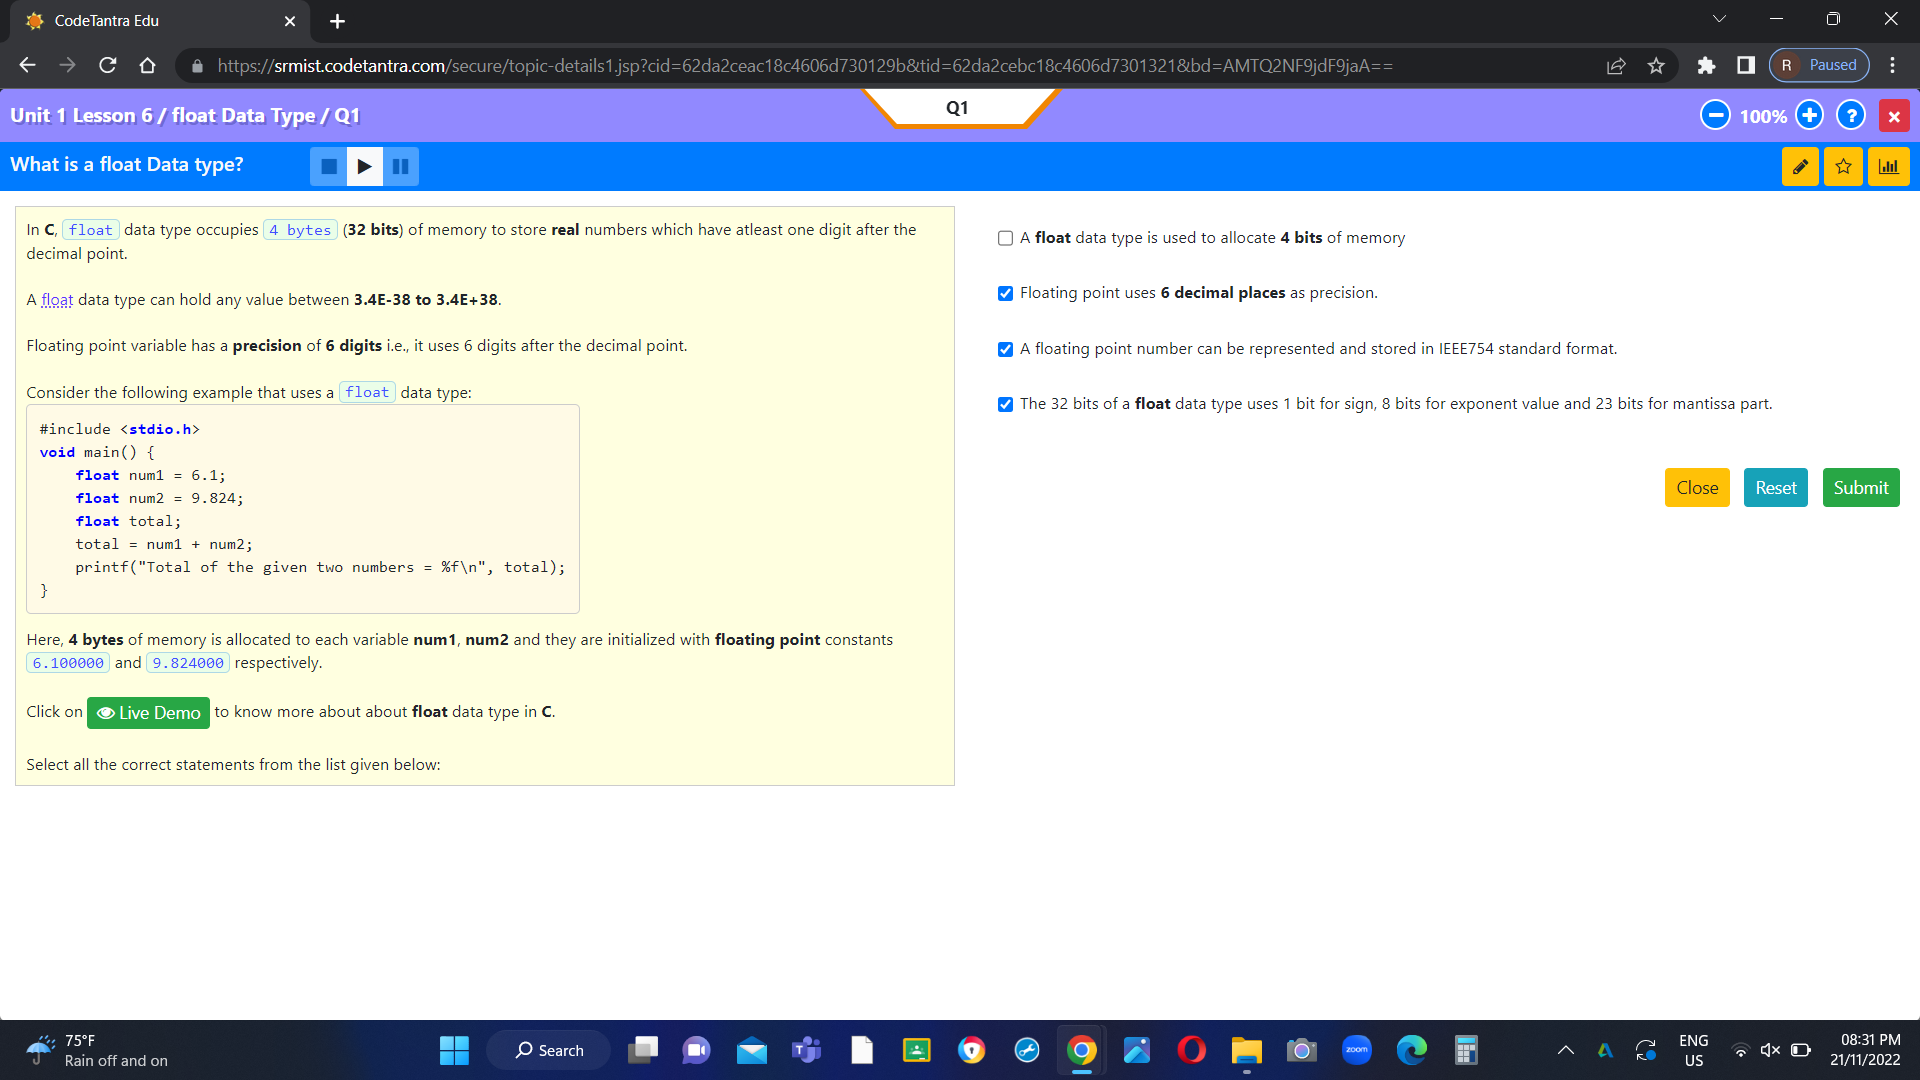 CodeTantra Edu
https://srmist.codetantra.com/secure/topic-details1.jsp?cid=62da2ceac18c4606d730129b&tid=62da2cebc18c4606d7301321&bd=AMTQ2NF9jdF9jaA==
R Paused
Unit 1 Lesson 6 / float Data Type / Q1
Q1
100%
?
What is a float Data type?
In C, float data type occupies 4 bytes (32 bits) of memory to store real numbers which have atleast one digit after the
decimal point.
A float data type can hold any value between 3.4E-38 to 3.4E+38.
Floating point variable has a precision of 6 digits i.e., it uses 6 digits after the decimal point.
Consider the following example that uses a float data type:
#include <stdio.h>
void main() {
float num1 = 6.1;
float num2 = 9.824;
float total;
total = num1 + num2;
printf("Total of the given two numbers = %f\n", total);
}
Here, 4 bytes of memory is allocated to each variable num1, num2 and they are initialized with floating point constants
6.100000 and 9.824000 respectively.
Click on Live Demo to know more about about float data type in C.
Select all the correct statements from the list given below:
A float data type is used to allocate 4 bits of memory
Floating point uses 6 decimal places as precision.
A floating point number can be represented and stored in IEEE754 standard format.
The 32 bits of a float data type uses 1 bit for sign, 8 bits for exponent value and 23 bits for mantissa part.
Close Reset Submit
75°F
Rain off and on
Search
zoom
ENG
US
08:31 PM
21/11/2022